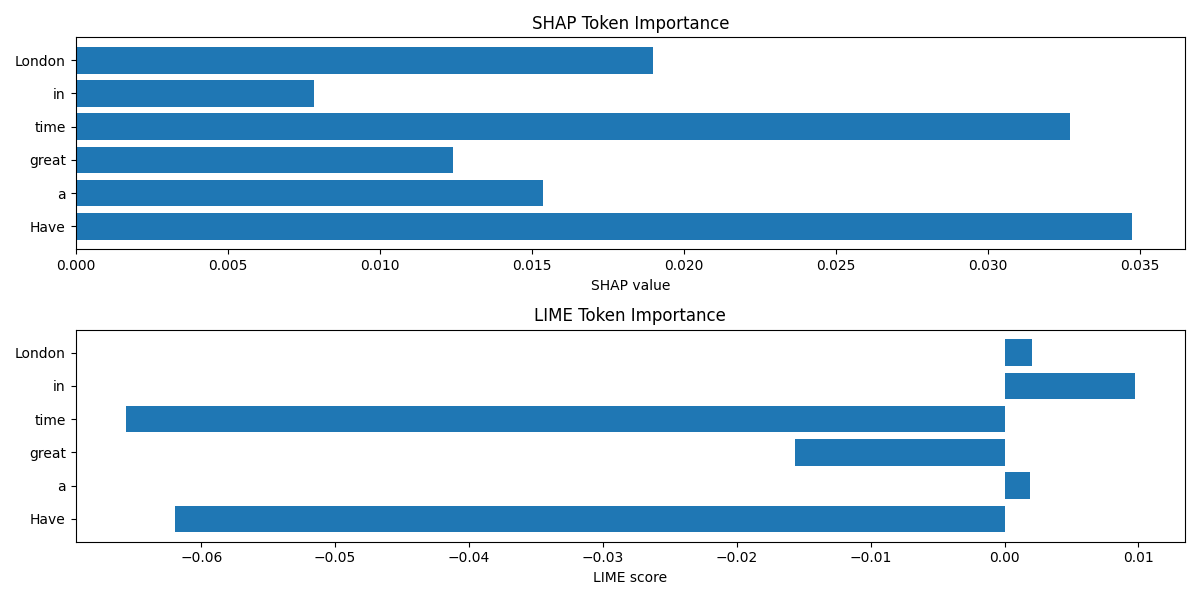 SHAP Token Importance
London
in
time
great
a
Have
0.000 0.005 0.010 0.015 0.020 0.025 0.030 0.035
SHAP value
LIME Token Importance
London
in
time
great
a
Have
−0.06 −0.05 −0.04 −0.03 −0.02 −0.01 0.00 0.01
LIME score